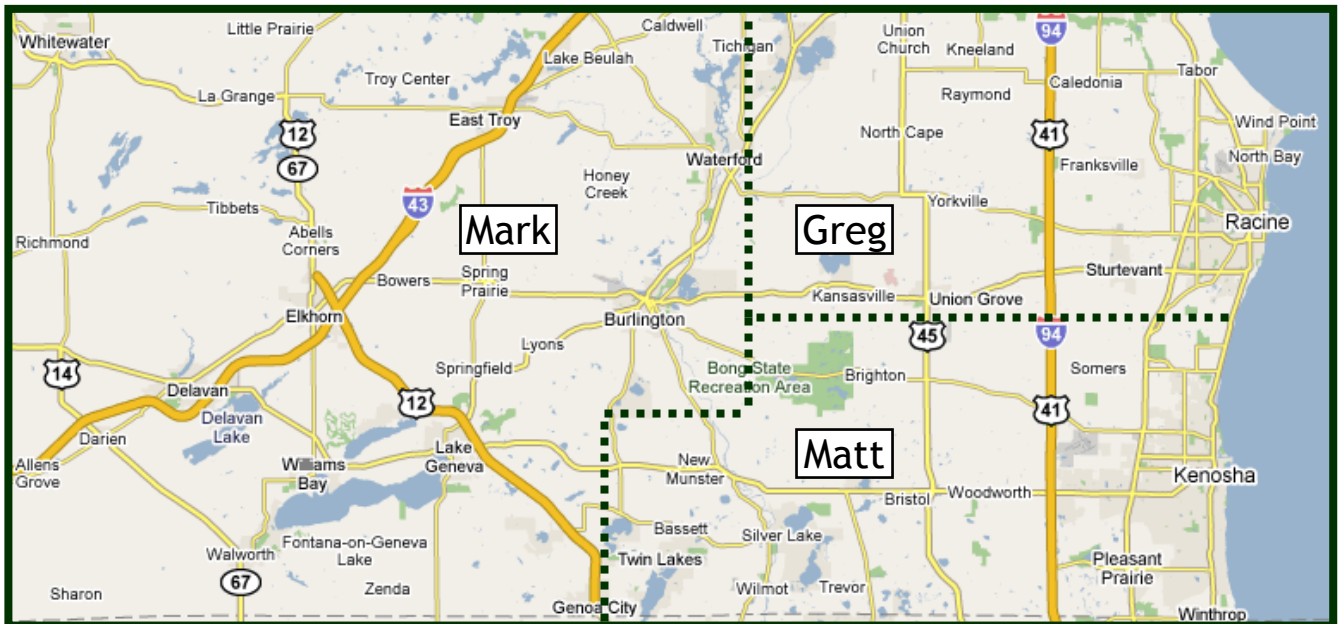 Whitewater
Little Prairie
Caldwell
Tichigan
Union
Church
Kneeland
94
Lake Beulah
Troy Center
Caledonia
Tabor
La Grange
Raymond
East Troy
12
North Cape
41
Wind Point
67
Waterford
Franksville
North Bay
Honey
Creek
43
Tibbets
Yorkville
Richmond
Abells
Corners
Mark
Greg
Racine
Bowers
Spring
Prairie
Sturtevant
Kansasville
Union Grove
Elkhorn
Burlington
45
94
Lyons
14
Springfield
Bong State
Recreation Area
Brighton
Somers
Delavan
Delavan
Lake
12
41
Darien
Lake
Geneva
Matt
Allens
Grove
Williams
Bay
New
Munster
Kenosha
Bristol
Woodworth
Bassett
Silver Lake
Walworth
Fontana-on-Geneva
Lake
Twin Lakes
Pleasant
Prairie
67
Sharon
Zenda
Wilmot
Trevor
Genoa City
Winthrop